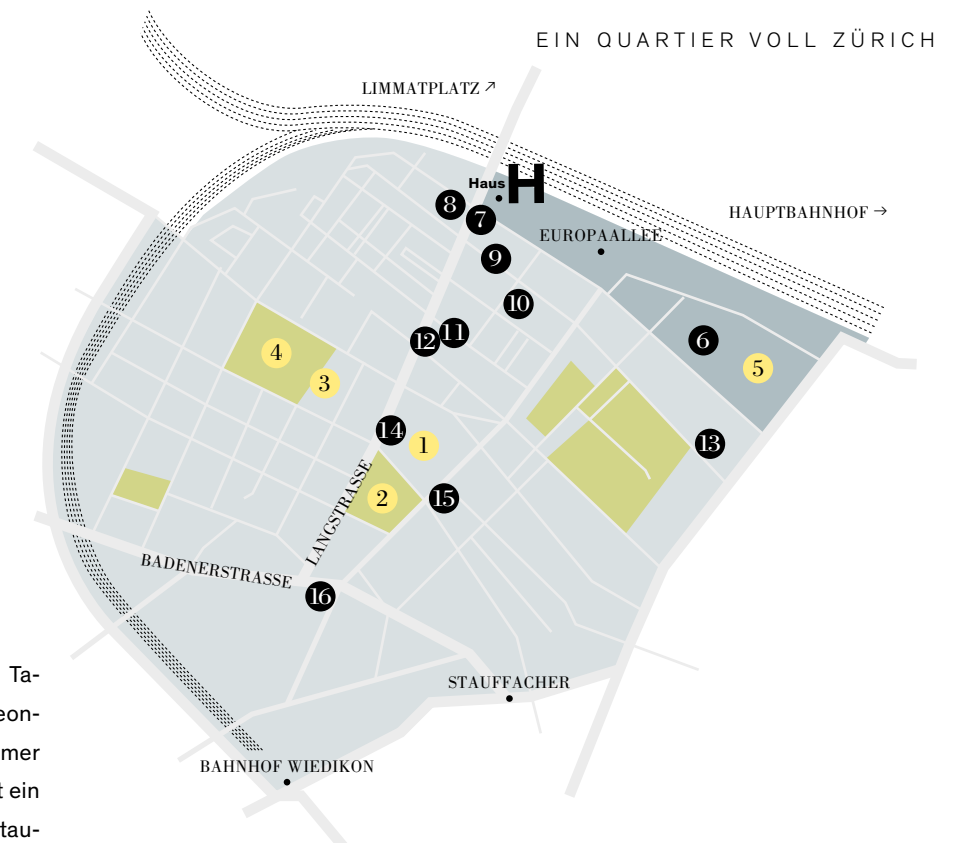 EIN QUARTIER VOLL ZÜRICH
LIMMATPLATZ ↗
Haus H
8
7
HAUPTBAHNHOF →
EUROPAALLEE
9
10
11
12
6
4
5
3
14
1
13
LANGSTRASSE
2
15
BADENERSTRASSE
16
Ta-
eon-
mer
t ein
tau-
STAUFFACHER
BAHNHOF WIEDIKON